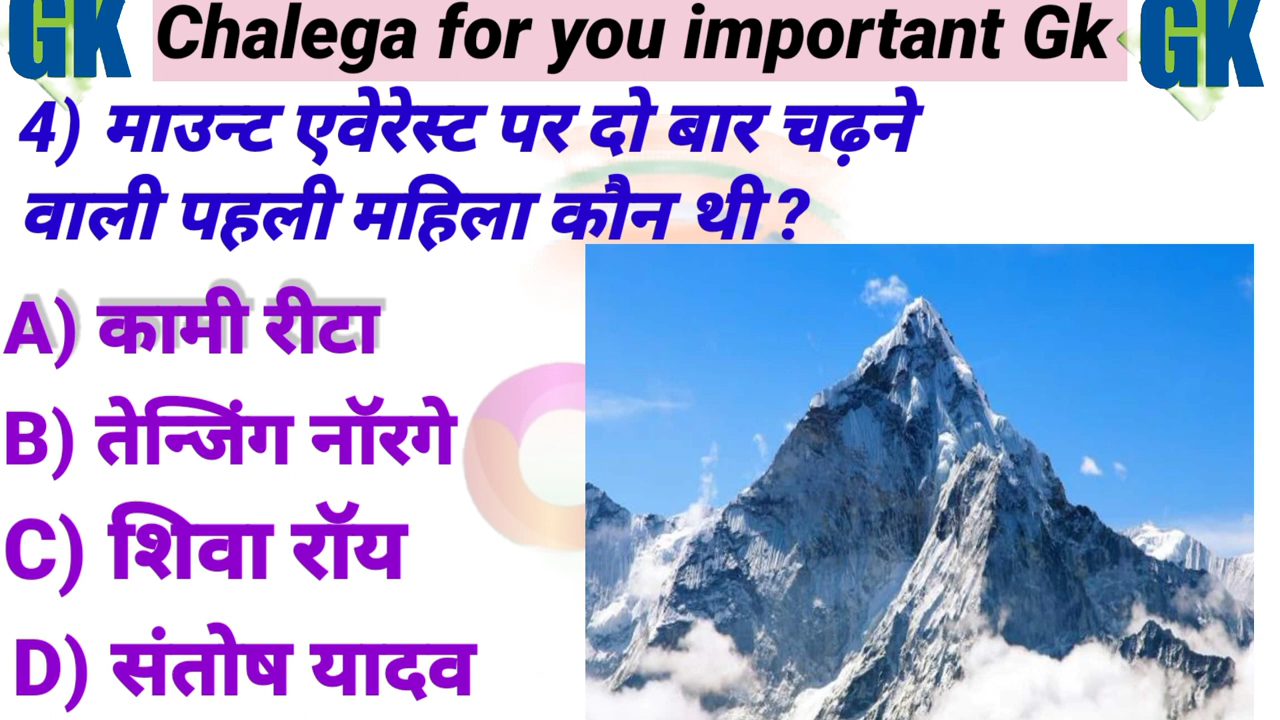 GK Chalega for you important Gk GK
4) माउन्ट एवेरेस्ट पर दो बार चढ़ने
वाली पहली महिला कौन थी?
A) कामी रीटा
B) तेन्जिंग नॉरगे
C) शिवा रॉय
D) संतोष यादव